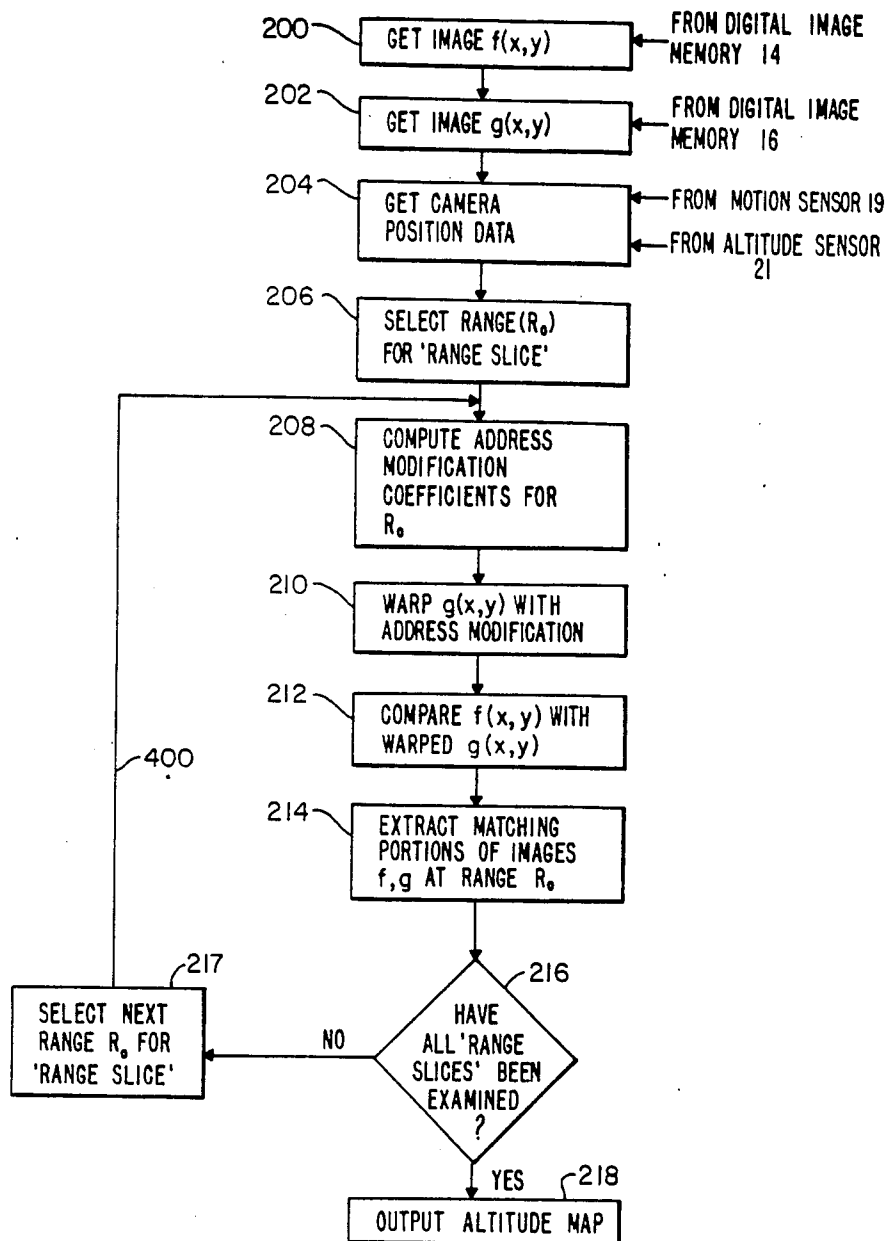 200
GET IMAGE f(x,y)
FROM DIGITAL IMAGE
MEMORY 14
202
GET IMAGE g(x,y)
FROM DIGITAL IMAGE
MEMORY 16
204
GET CAMERA
POSITION DATA
FROM MOTION SENSOR 19
FROM ALTITUDE SENSOR
21
206
SELECT RANGE(R₀)
FOR 'RANGE SLICE'
208
COMPUTE ADDRESS
MODIFICATION
COEFFICIENTS FOR
R₀
210
WARP g(x,y) WITH
ADDRESS MODIFICATION
212
COMPARE f(x,y) WITH
WARPED g(x,y)
400
214
EXTRACT MATCHING
PORTIONS OF IMAGES
f,g AT RANGE R₀
216
HAVE
ALL 'RANGE
SLICES' BEEN
EXAMINED
?
NO
217
SELECT NEXT
RANGE R₀ FOR
'RANGE SLICE'
YES
218
OUTPUT ALTITUDE MAP